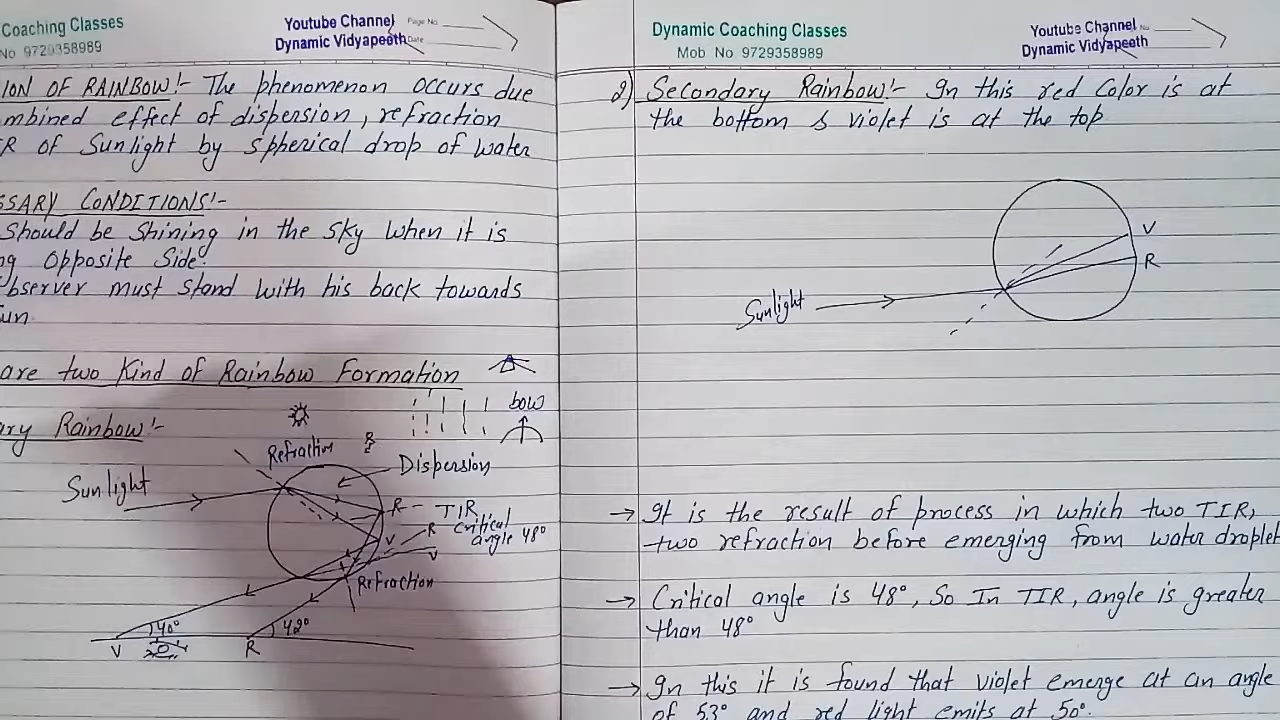 Coaching Classes
No 9729358989
Youtube Channel
Dynamic Vidyapeeth
Page No.
Date
ION OF RAINBOW:- The phenomenon occurs due
mbined effect of dispension, refraction
R of Sunlight by Spherical drop of water
SSARY CONDITIONS:-
Should be Shining in the Sky when it is
ng Opposite Side.
bserver must stand with his back towards
un
are two Kind of Rainbow Formation
ary Rainbow:-
bow
Refraction &
Dispersion
Sunlight
R - TIR
R Critical
angle 48°
V
V
Refraction
40°
42°
V
R
Dynamic Coaching Classes
Mob No. 9729358989
Youtube Channel
Dynamic Vidyapeeth
No
2) Secondary Rainbow:- In this red Color is at
the bottom & violet is at the top
V
R
Sunlight
→ It is the result of process in which two TIR,
two refraction before emerging from water droplet
→ Critical angle is 48°, So In TIR, angle is greater
than 48°
→ In this it is found that violet emerge at an angle
of 53° and red light emits at 50°.